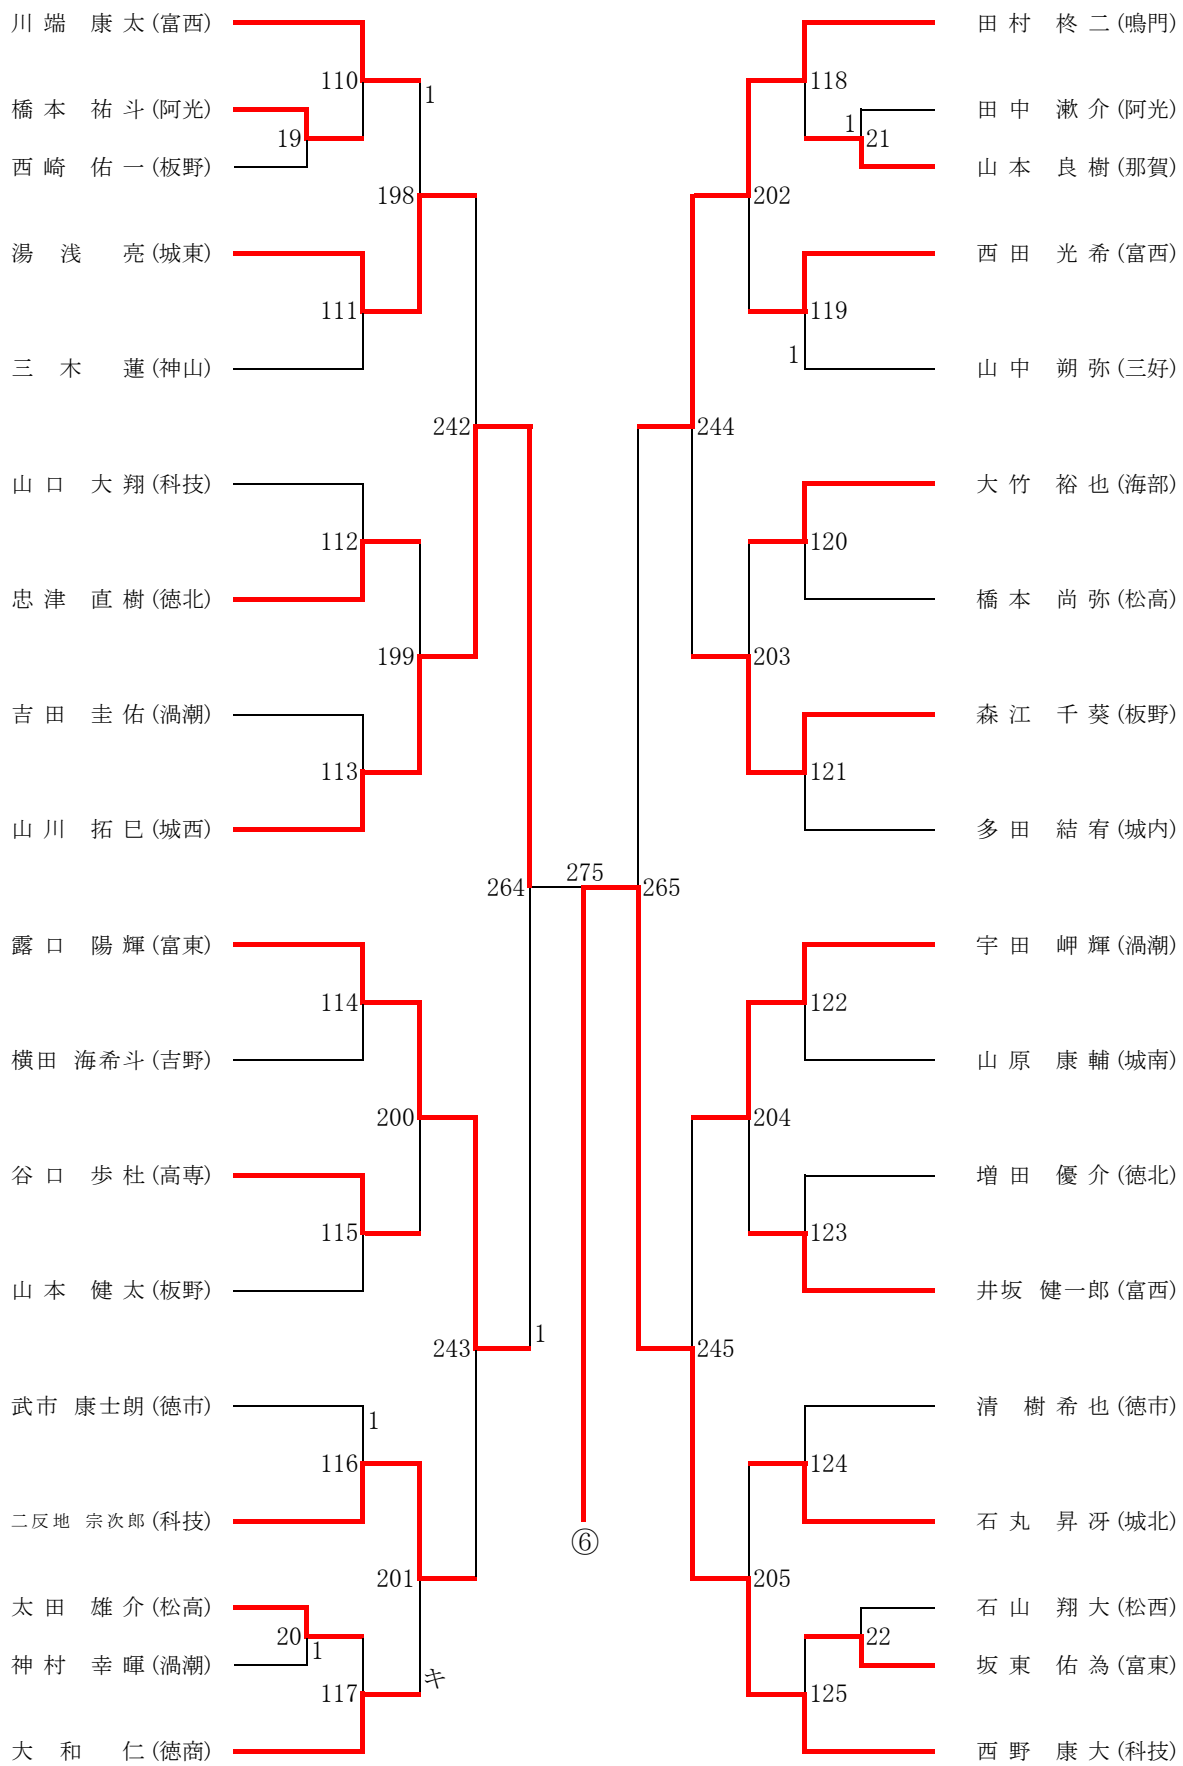 川端 康太 (富西)
110
1
橋本 祐斗 (阿光)
19
西崎 佑一 (板野)
198
湯浅 亮 (城東)
111
三木 蓮 (神山)
242
山口 大翔 (科技)
112
忠津 直樹 (徳北)
199
吉田 圭佑 (渦潮)
113
山川 拓巳 (城西)
264
露口 陽輝 (富東)
114
横田 海希斗 (吉野)
200
谷口 歩杜 (高専)
115
山本 健太 (板野)
243
1
武市 康士朗 (徳市)
1
116
二反地 宗次郎 (科技)
201
太田 雄介 (松高)
20
1
神村 幸暉 (渦潮)
キ
117
大和 仁 (徳商)
275
⑥
田村 柊二 (鳴門)
118
田中 漱介 (阿光)
1
21
山本 良樹 (那賀)
202
西田 光希 (富西)
119
1
山中 朔弥 (三好)
244
大竹 裕也 (海部)
120
橋本 尚弥 (松高)
203
森江 千葵 (板野)
121
多田 結宥 (城内)
265
宇田 岬輝 (渦潮)
122
山原 康輔 (城南)
204
増田 優介 (徳北)
123
井坂 健一郎 (富西)
245
清 樹希也 (徳市)
124
石丸 昇冴 (城北)
205
石山 翔大 (松西)
22
坂東 佑為 (富東)
125
西野 康大 (科技)